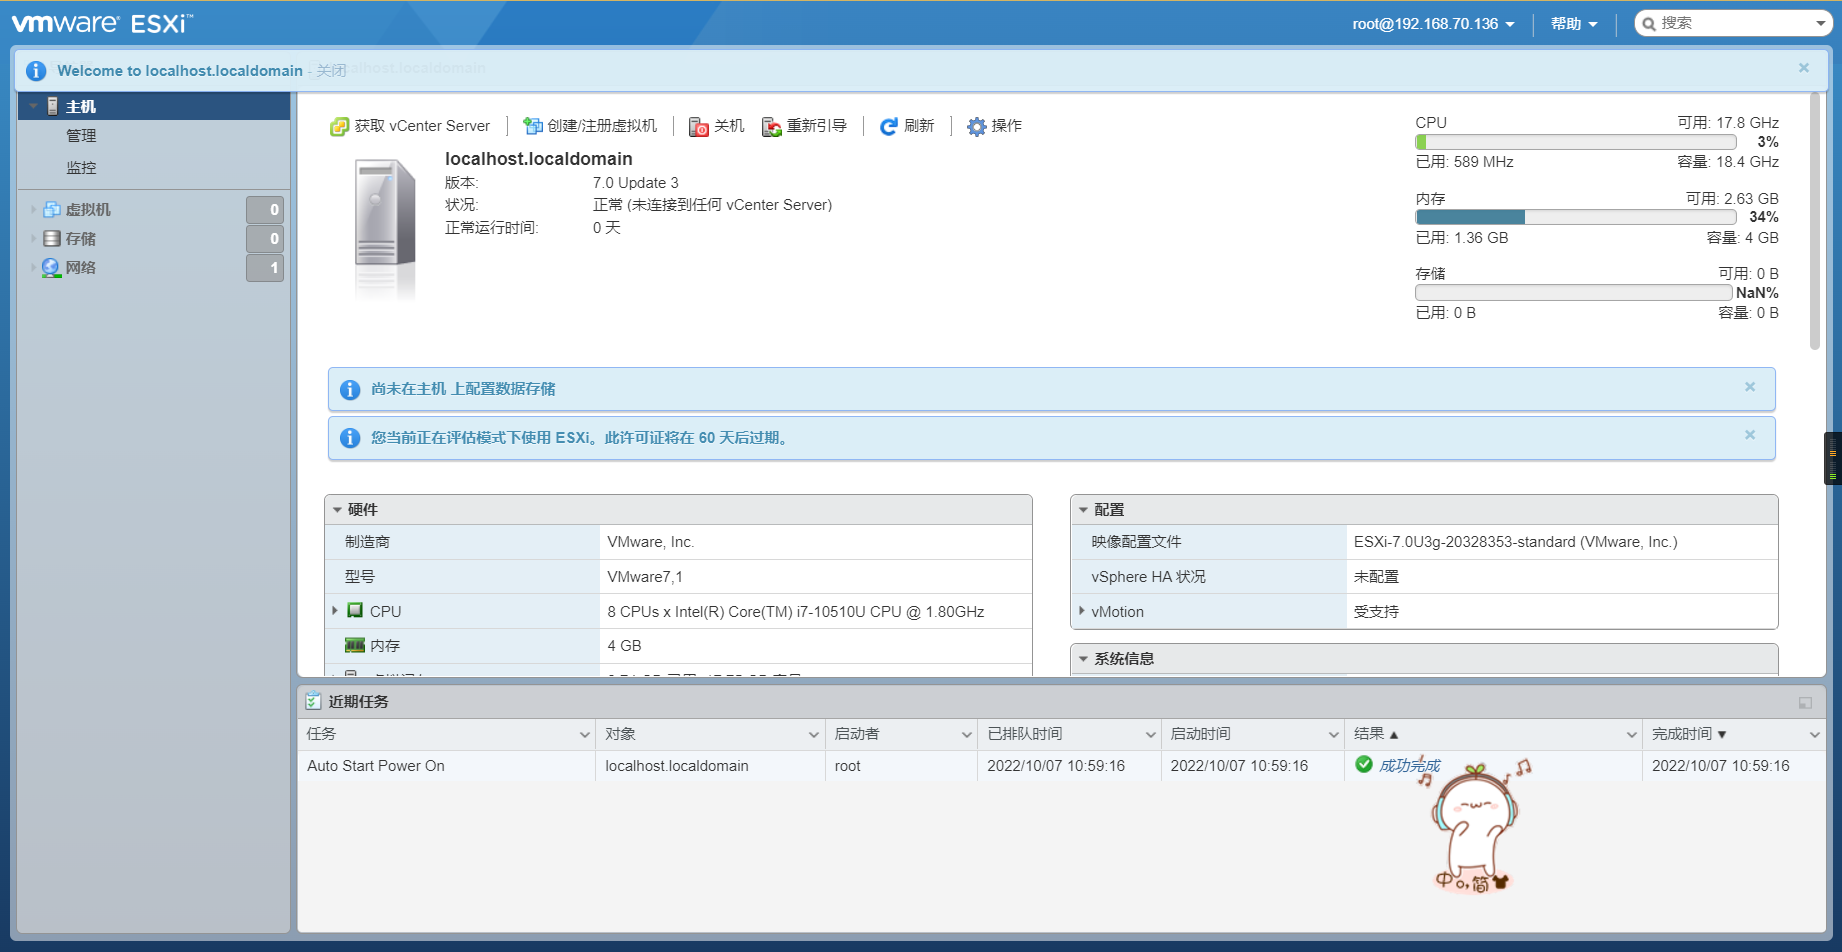 vmware ESXi™
root@192.168.70.136
帮助
搜索
Welcome to localhost.localdomain - 关闭
主机
管理
监控
虚拟机 0
存储 0
网络 1
获取 vCenter Server
创建/注册虚拟机
关机
重新引导
刷新
操作
localhost.localdomain
版本: 7.0 Update 3
状况: 正常 (未连接到任何 vCenter Server)
正常运行时间: 0 天
CPU 可用: 17.8 GHz
3%
已用: 589 MHz 容量: 18.4 GHz
内存 可用: 2.63 GB
34%
已用: 1.36 GB 容量: 4 GB
存储 可用: 0 B
NaN%
已用: 0 B 容量: 0 B
尚未在主机 上配置数据存储
您当前正在评估模式下使用 ESXi。此许可证将在 60 天后过期。
硬件
制造商 VMware, Inc.
型号 VMware7,1
CPU 8 CPUs x Intel(R) Core(TM) i7-10510U CPU @ 1.80GHz
内存 4 GB
配置
映像配置文件 ESXi-7.0U3g-20328353-standard (VMware, Inc.)
vSphere HA 状况 未配置
vMotion 受支持
系统信息
近期任务
任务 对象 启动者 已排队时间 启动时间 结果▲ 完成时间▼
Auto Start Power On localhost.localdomain root 2022/10/07 10:59:16 2022/10/07 10:59:16 成功完成 2022/10/07 10:59:16
中 简